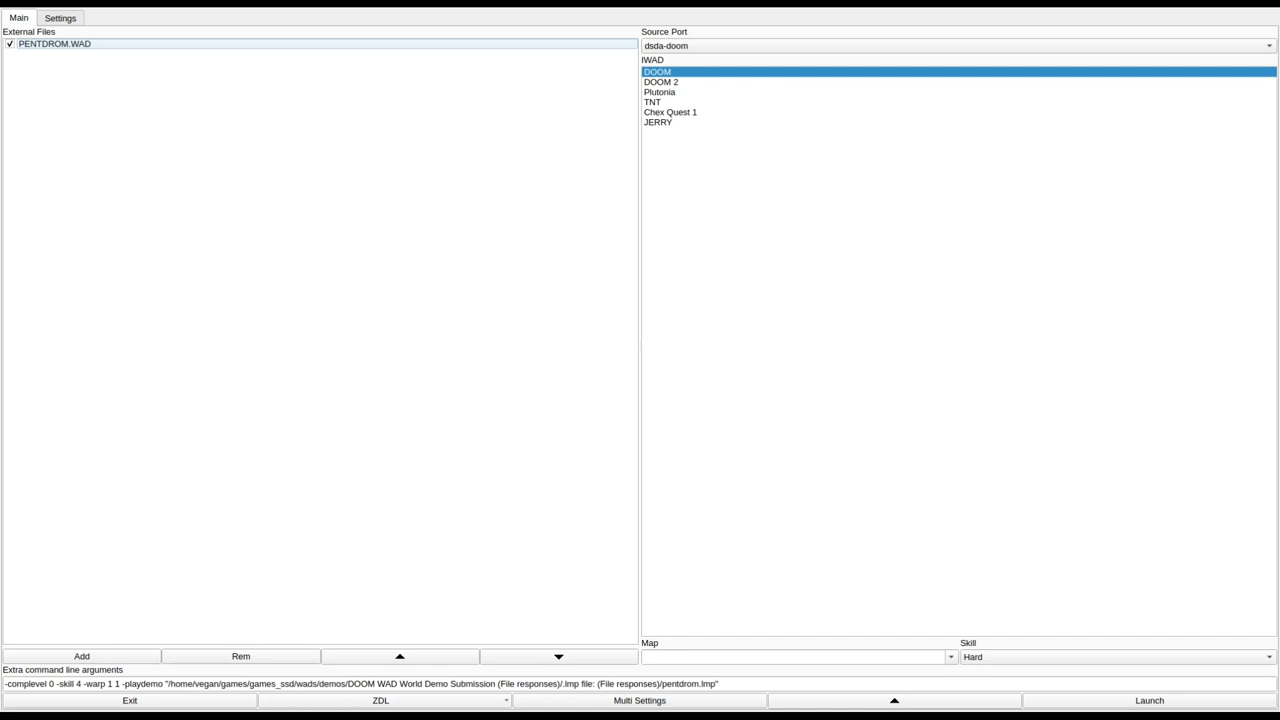 Main Settings
External Files
PENTDROM.WAD
Source Port
dsda-doom
IWAD
DOOM
DOOM 2
Plutonia
TNT
Chex Quest 1
JERRY
Add Rem
Map Skill
Hard
Extra command line arguments
-complevel 0 -skill 4 -warp 1 1 -playdemo "/home/vegan/games/games_ssd/wads/demos/DOOM WAD World Demo Submission (File responses)/.lmp file: (File responses)/pentdrom.lmp"
Exit ZDL Multi Settings Launch